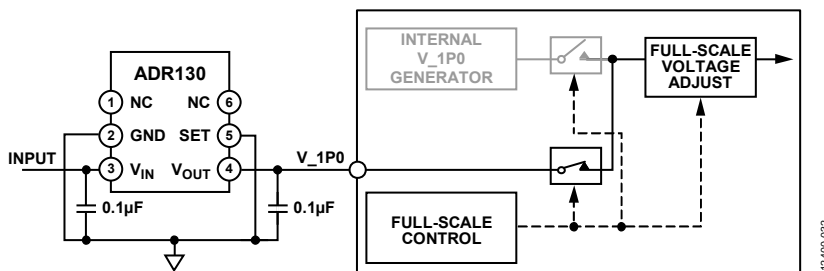 INTERNAL
V_1P0
GENERATOR
FULL-SCALE
VOLTAGE
ADJUST
ADR130
1 NC NC 6
2 GND SET 5
INPUT
3 VIN VOUT 4
V_1P0
0.1µF
0.1µF
FULL-SCALE
CONTROL